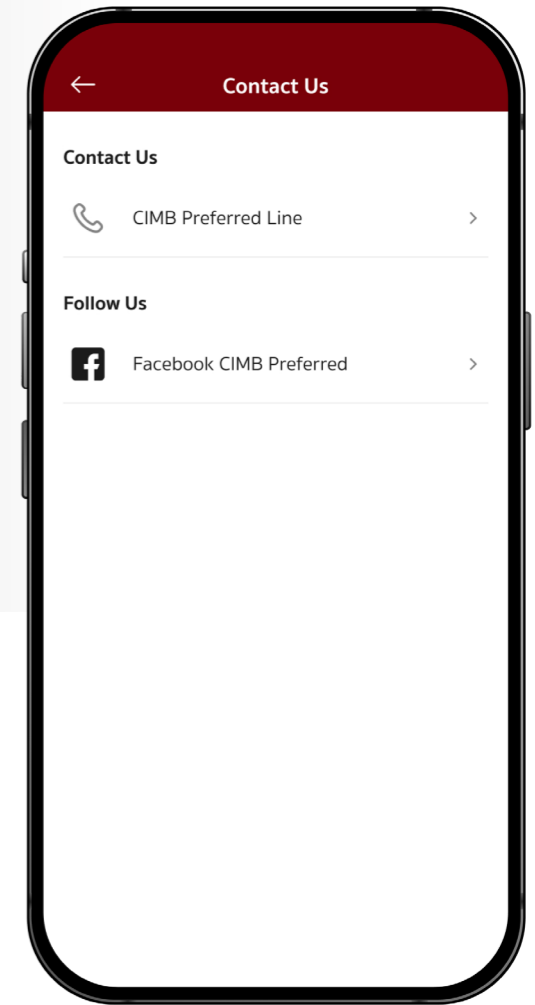 Contact Us
Contact Us
CIMB Preferred Line
Follow Us
Facebook CIMB Preferred